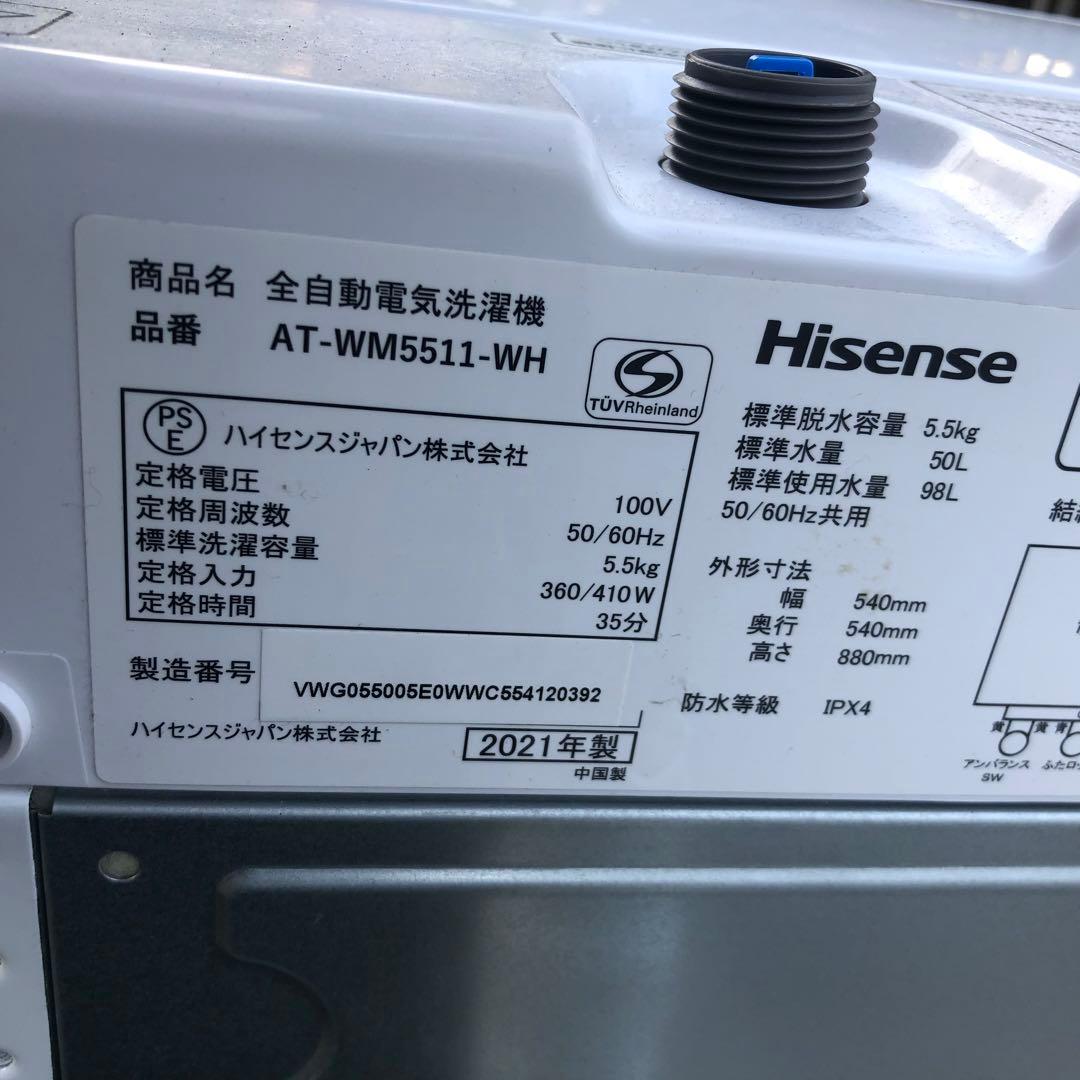 商品名 全自動電気洗濯機
品番 AT-WM5511-WH
TÜVRheinland
PS
E
ハイセンスジャパン株式会社
定格電圧 100V
定格周波数 50/60Hz
標準洗濯容量 5.5kg
定格入力 360/410W
定格時間 35分
製造番号 VWG055005E0WWC554120392
ハイセンスジャパン株式会社 2021年製
中国製
Hisense
標準脱水容量 5.5kg
標準水量 50L
標準使用水量 98L
50/60Hz共用
外形寸法
幅 540mm
奥行 540mm
高さ 880mm
防水等級 IPX4
黄 黄 青
アンバランス
SW